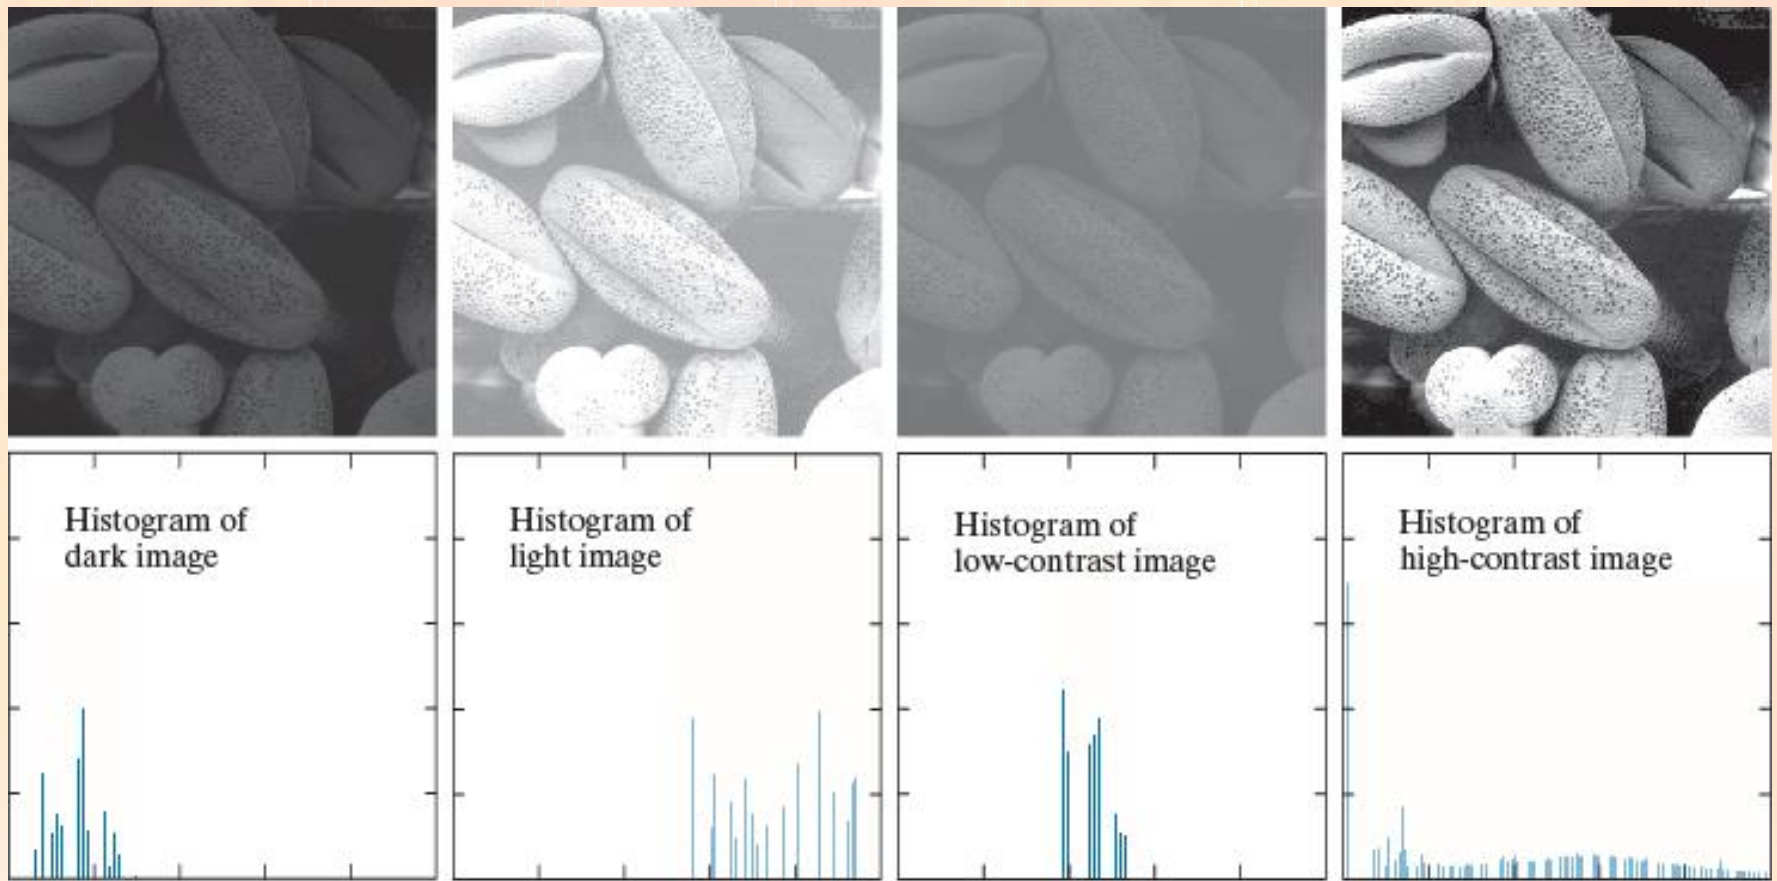 Histogram of
dark image
Histogram of
light image
Histogram of
low-contrast image
Histogram of
high-contrast image